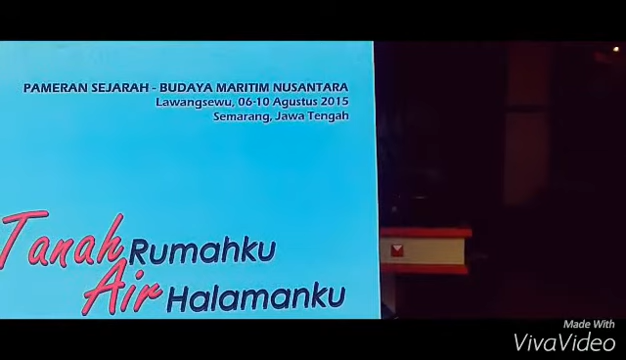 PAMERAN SEJARAH - BUDAYA MARITIM NUSANTARA
Lawangsewu, 06-10 Agustus 2015
Semarang, Jawa Tengah
Tanah Rumahku
Air Halamanku
Made With
VivaVideo